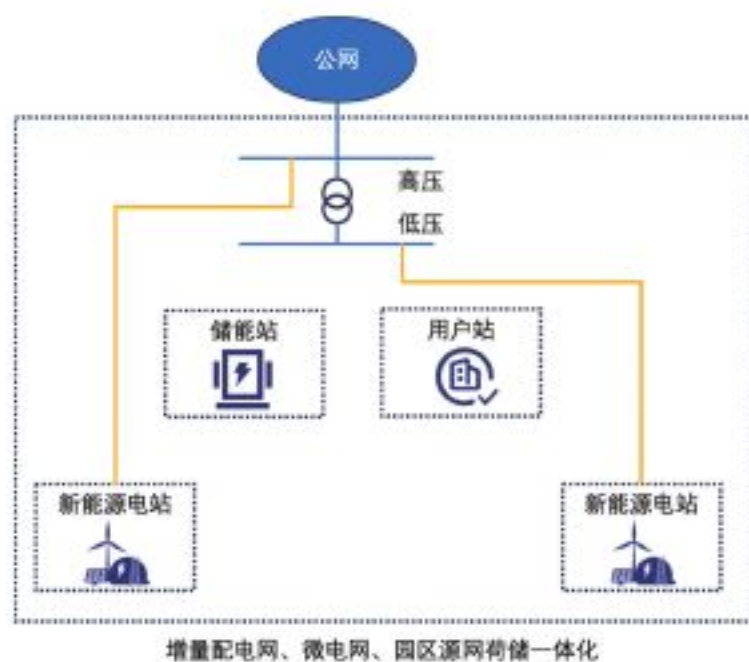 公网
高压
低压
储能站
用户站
新能源电站
新能源电站
增量配电网、微电网、园区源网荷储一体化